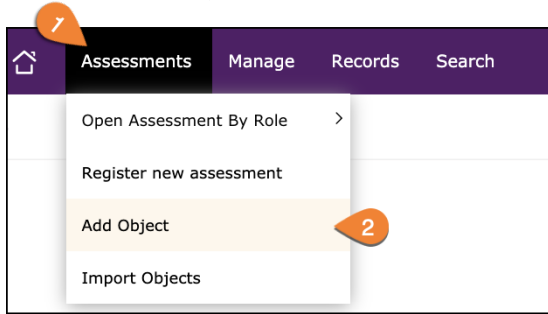 1
Assessments Manage Records Search
Open Assessment By Role
Register new assessment
Add Object
2
Import Objects